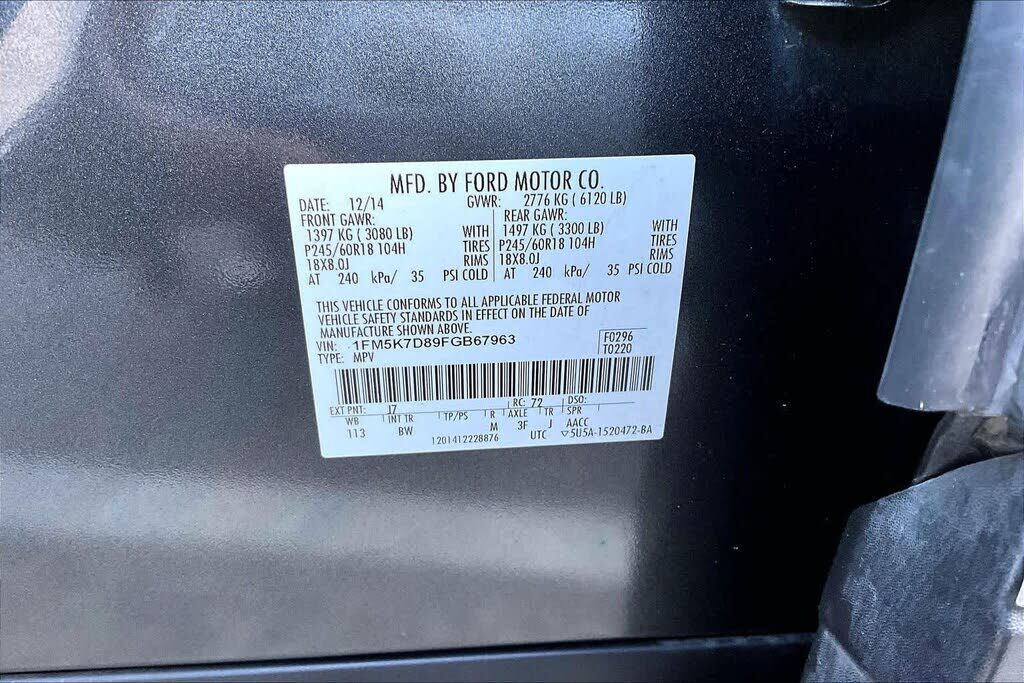 MFD. BY FORD MOTOR CO.
DATE: 12/14 GVWR: 2776 KG ( 6120 LB)
FRONT GAWR: REAR GAWR:
1397 KG ( 3080 LB) WITH 1497 KG ( 3300 LB) WITH
P245/60R18 104H TIRES P245/60R18 104H TIRES
18X8.0J RIMS 18X8.0J RIMS
AT 240 kPa/ 35 PSI COLD AT 240 kPa/ 35 PSI COLD
THIS VEHICLE CONFORMS TO ALL APPLICABLE FEDERAL MOTOR
VEHICLE SAFETY STANDARDS IN EFFECT ON THE DATE OF
MANUFACTURE SHOWN ABOVE.
VIN: 1FM5K7D89FGB67963 F0296
TYPE: MPV T0220
EXT PNT: J7 RC: 72 DSO:
WB INT TR TP/PS R AXLE TR SPR
113 BW M 3F J AACC
1201412228876 UTC ▽5U5A-1520472-BA